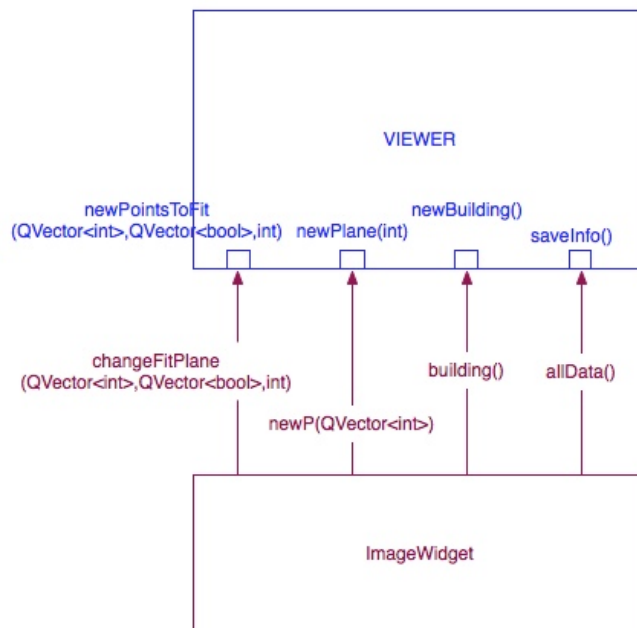 VIEWER
newPointsToFit
(QVector<int>,QVector<bool>,int)
newPlane(int)
newBuilding()
saveInfo()
changeFitPlane
(QVector<int>,QVector<bool>,int)
building()
allData()
newP(QVector<int>)
ImageWidget